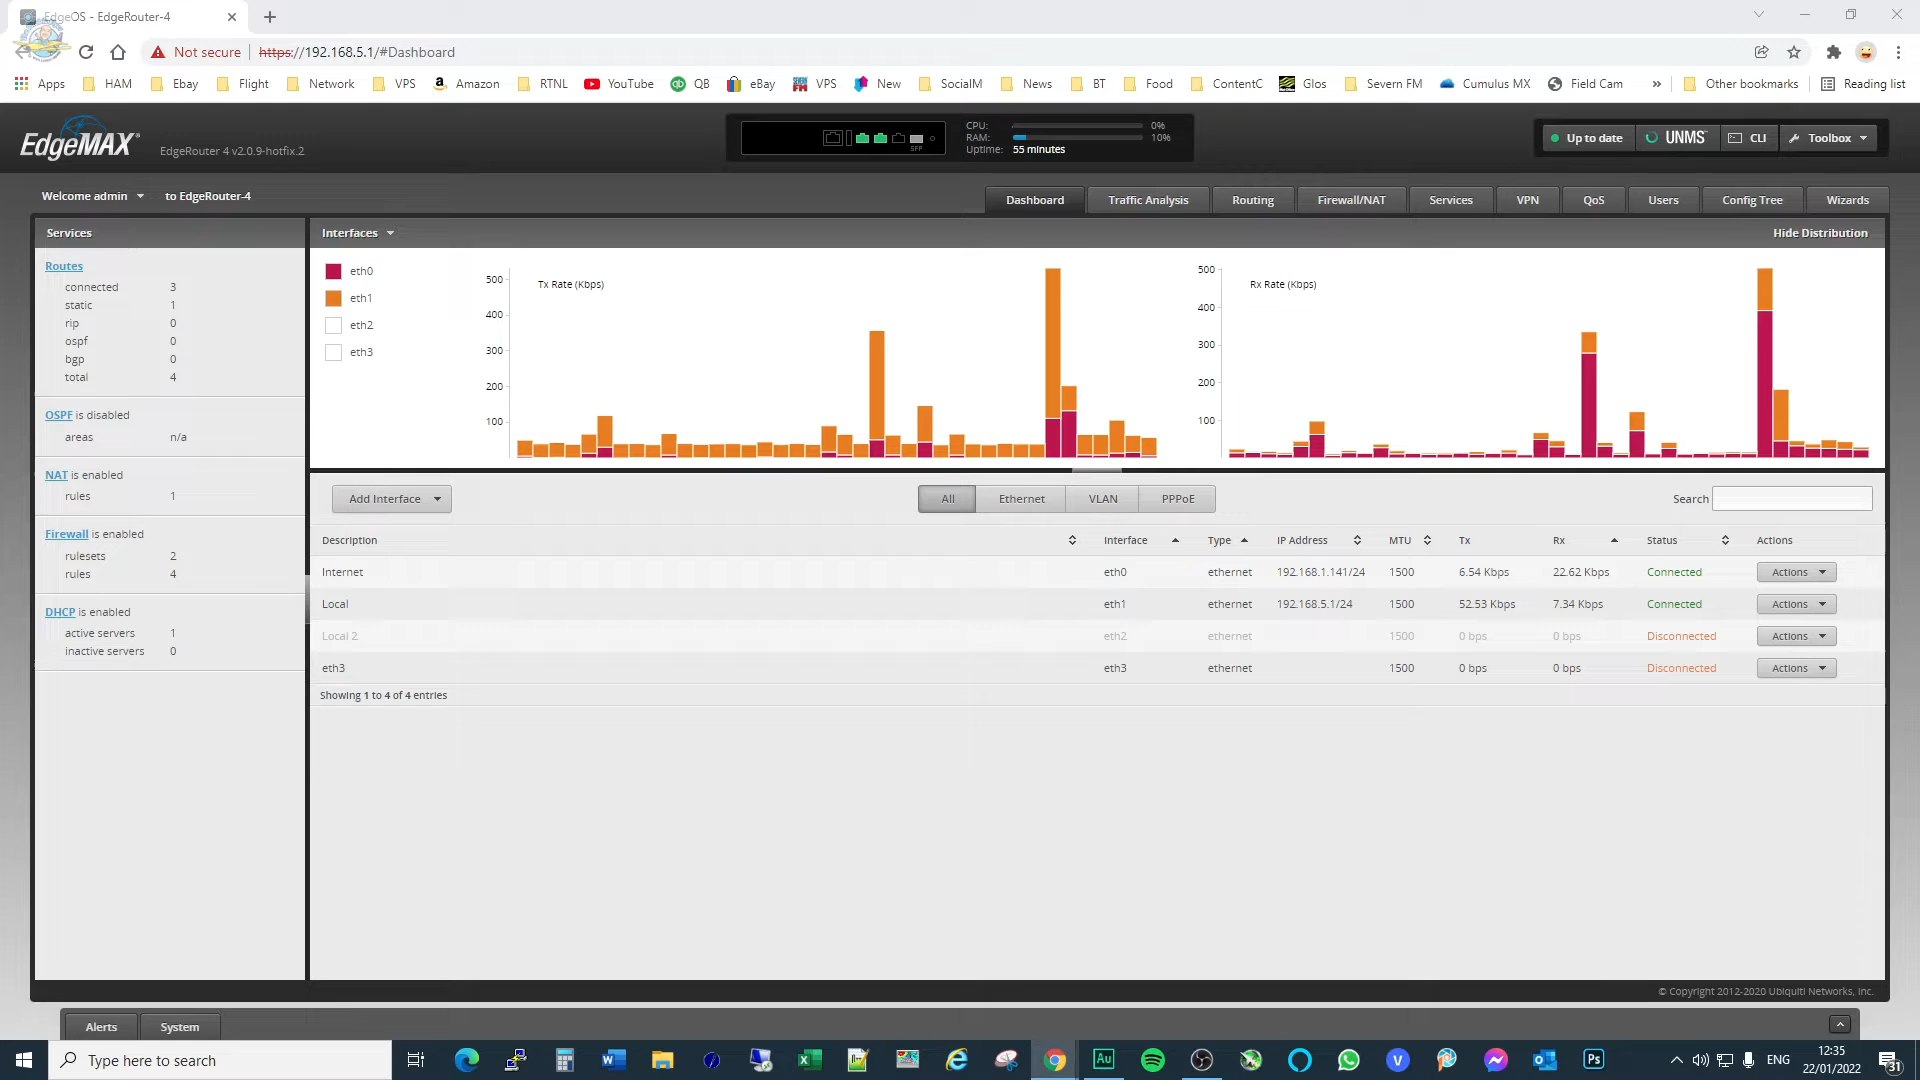 EdgeOS - EdgeRouter-4
Not secure https://192.168.5.1/#Dashboard
Apps HAM Ebay Flight Network VPS Amazon RTNL YouTube QB eBay VPS New SocialM News BT Food ContentC Glos Severn FM Cumulus MX Field Cam » Other bookmarks Reading list
EdgeMAX EdgeRouter 4 v2.0.9-hotfix.2
SFP
CPU: 0%
RAM: 10%
Uptime: 55 minutes
Up to date UNMS CLI Toolbox
Welcome admin to EdgeRouter-4
Dashboard Traffic Analysis Routing Firewall/NAT Services VPN QoS Users Config Tree Wizards
Services
Routes
connected 3
static 1
rip 0
ospf 0
bgp 0
total 4
OSPF is disabled
areas n/a
NAT is enabled
rules 1
Firewall is enabled
rulesets 2
rules 4
DHCP is enabled
active servers 1
inactive servers 0
Interfaces Hide Distribution
eth0
eth1
eth2
eth3
Tx Rate (Kbps)
500
400
300
200
100
Rx Rate (Kbps)
500
400
300
200
100
Add Interface All Ethernet VLAN PPPoE Search
Description Interface Type IP Address MTU Tx Rx Status Actions
Internet eth0 ethernet 192.168.1.141/24 1500 6.54 Kbps 22.62 Kbps Connected Actions
Local eth1 ethernet 192.168.5.1/24 1500 52.53 Kbps 7.34 Kbps Connected Actions
Local 2 eth2 ethernet 1500 0 bps 0 bps Disconnected Actions
eth3 eth3 ethernet 1500 0 bps 0 bps Disconnected Actions
Showing 1 to 4 of 4 entries
© Copyright 2012-2020 Ubiquiti Networks, Inc.
Alerts System
Type here to search
ENG
12:35
22/01/2022
31